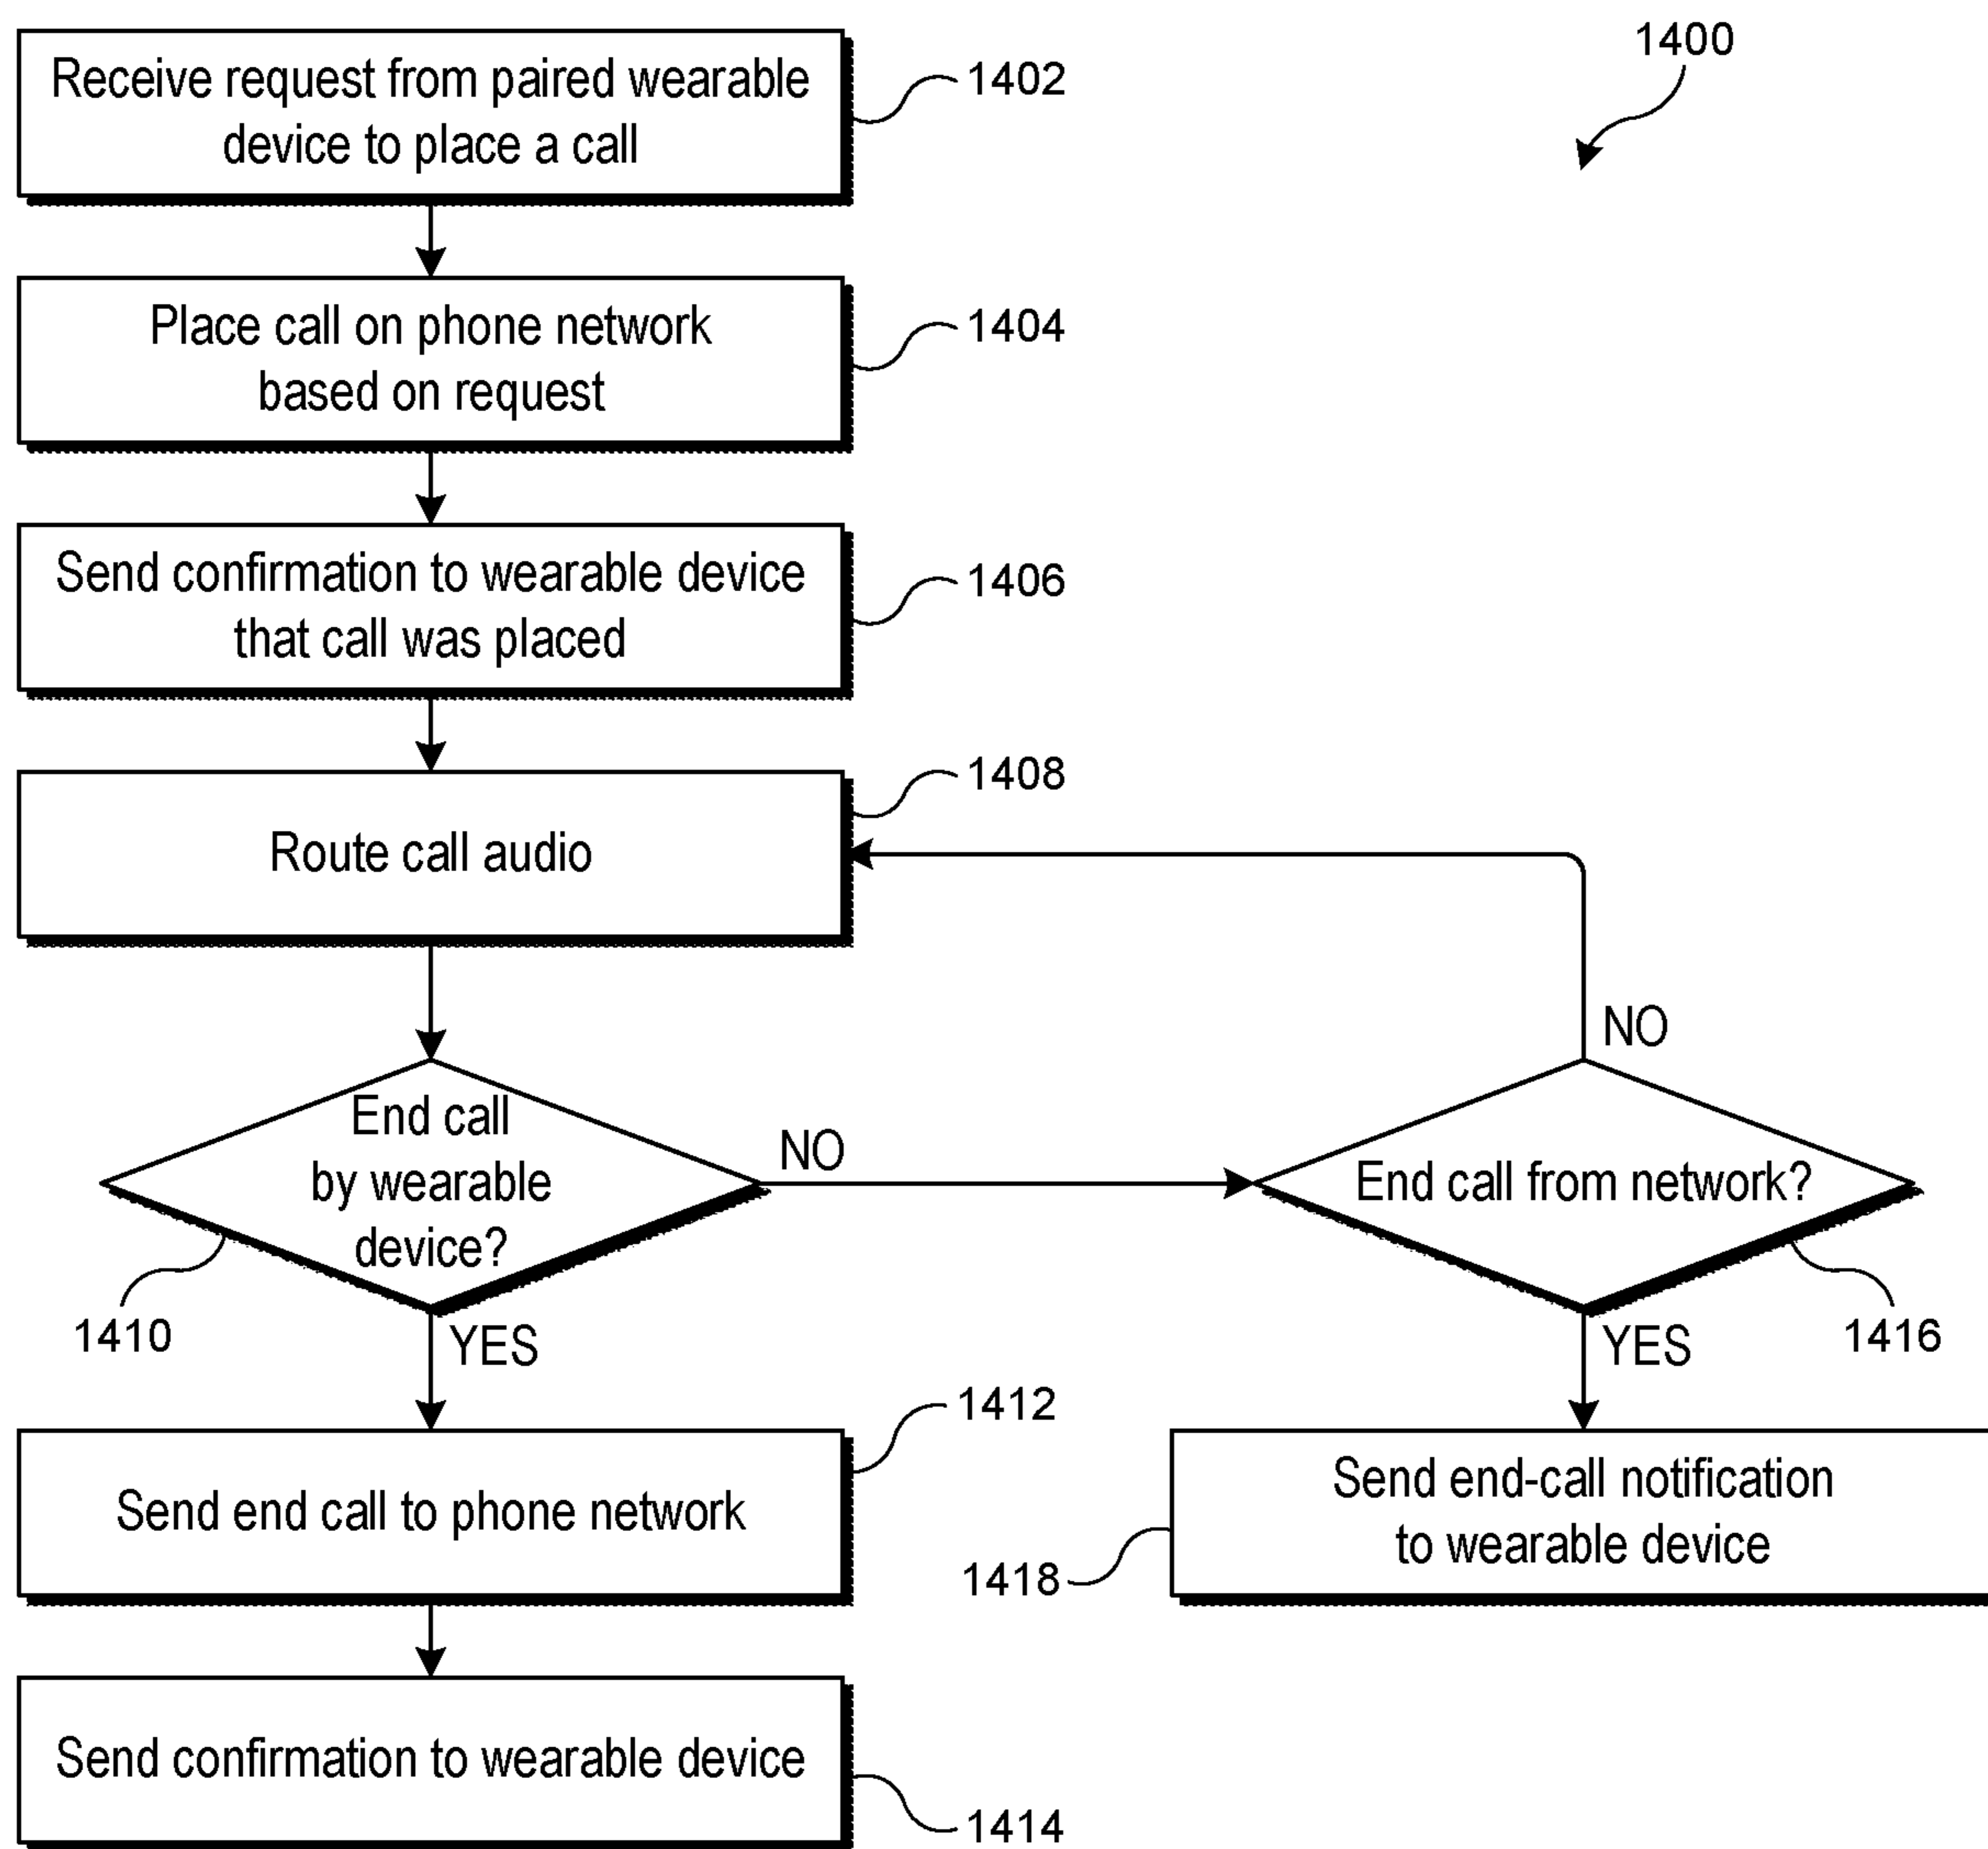 1400
Receive request from paired wearable
device to place a call
1402
Place call on phone network
based on request
1404
Send confirmation to wearable device
that call was placed
1406
Route call audio
1408
End call
by wearable
device?
1410
NO
YES
End call from network?
1416
NO
YES
Send end call to phone network
1412
Send end-call notification
to wearable device
1418
Send confirmation to wearable device
1414